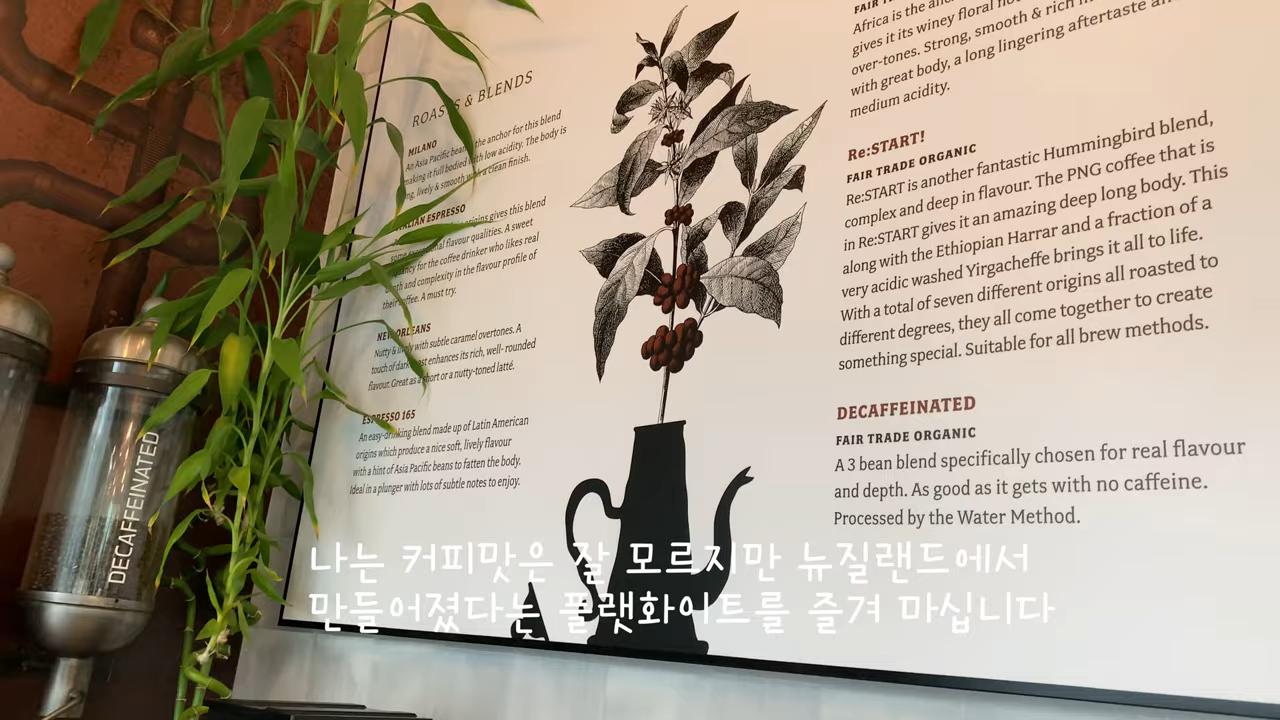 DECAFFEINATED
ROASTS & BLENDS
MILANO
An Asia Pacific bean, the anchor for this blend
making it full bodied with low acidity. The body is
lively & smooth with a clean finish.
ITALIAN ESPRESSO
origins gives this blend
some flavour qualities. A sweet
for the coffee drinker who likes real
and complexity in the flavour profile of
their coffee. A must try.
NEW ORLEANS
Nutty & lively with subtle caramel overtones. A
touch of dark roast enhances its rich, well-rounded
flavour. Great as a short or a nutty-toned latté.
ESPRESSO 165
An easy-drinking blend made up of Latin American
origins which produce a nice soft, lively flavour
with a hint of Asia Pacific beans to fatten the body.
Ideal in a plunger with lots of subtle notes to enjoy.
FAIR
Africa is the
gives it its winey floral
over-tones. Strong, smooth & rich
with great body, a long lingering aftertaste
medium acidity.
Re:START!
FAIR TRADE ORGANIC
Re:START is another fantastic Hummingbird blend,
complex and deep in flavour. The PNG coffee that is
in Re:START gives it an amazing deep long body. This
along with the Ethiopian Harrar and a fraction of a
very acidic washed Yirgacheffe brings it all to life.
With a total of seven different origins all roasted to
different degrees, they all come together to create
something special. Suitable for all brew methods.
DECAFFEINATED
FAIR TRADE ORGANIC
A 3 bean blend specifically chosen for real flavour
and depth. As good as it gets with no caffeine.
Processed by the Water Method.
나는 커피맛은 잘 모르지만 뉴질랜드에서
만들어졌다는 플랫화이트를 즐겨 마십니다